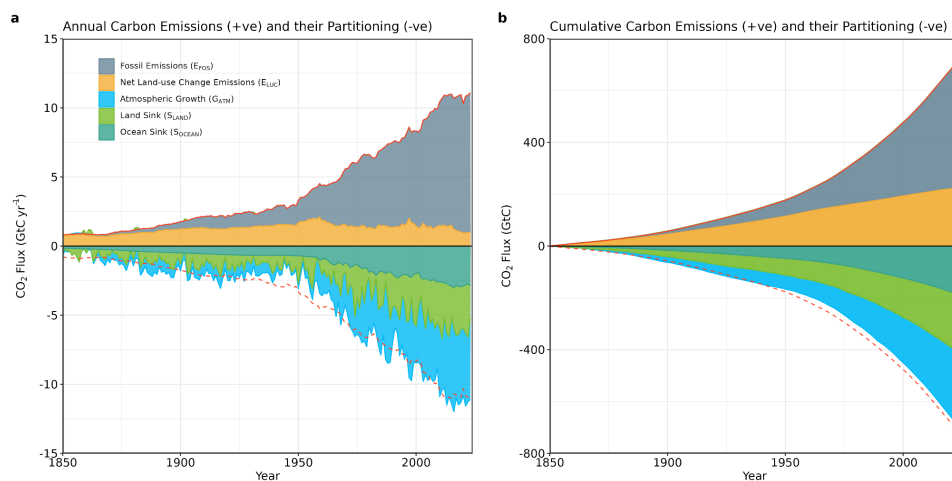 a
Annual Carbon Emissions (+ve) and their Partitioning (-ve)
15
10
5
0
-5
-10
-15
CO2 Flux (GtC yr-1)
Fossil Emissions (EFOS)
Net Land-use Change Emissions (ELUC)
Atmospheric Growth (GATM)
Land Sink (SLAND)
Ocean Sink (SOCEAN)
1850
1900
1950
2000
Year
b
Cumulative Carbon Emissions (+ve) and their Partitioning (-ve)
800
400
0
-400
-800
CO2 Flux (GtC)
1850
1900
1950
2000
Year